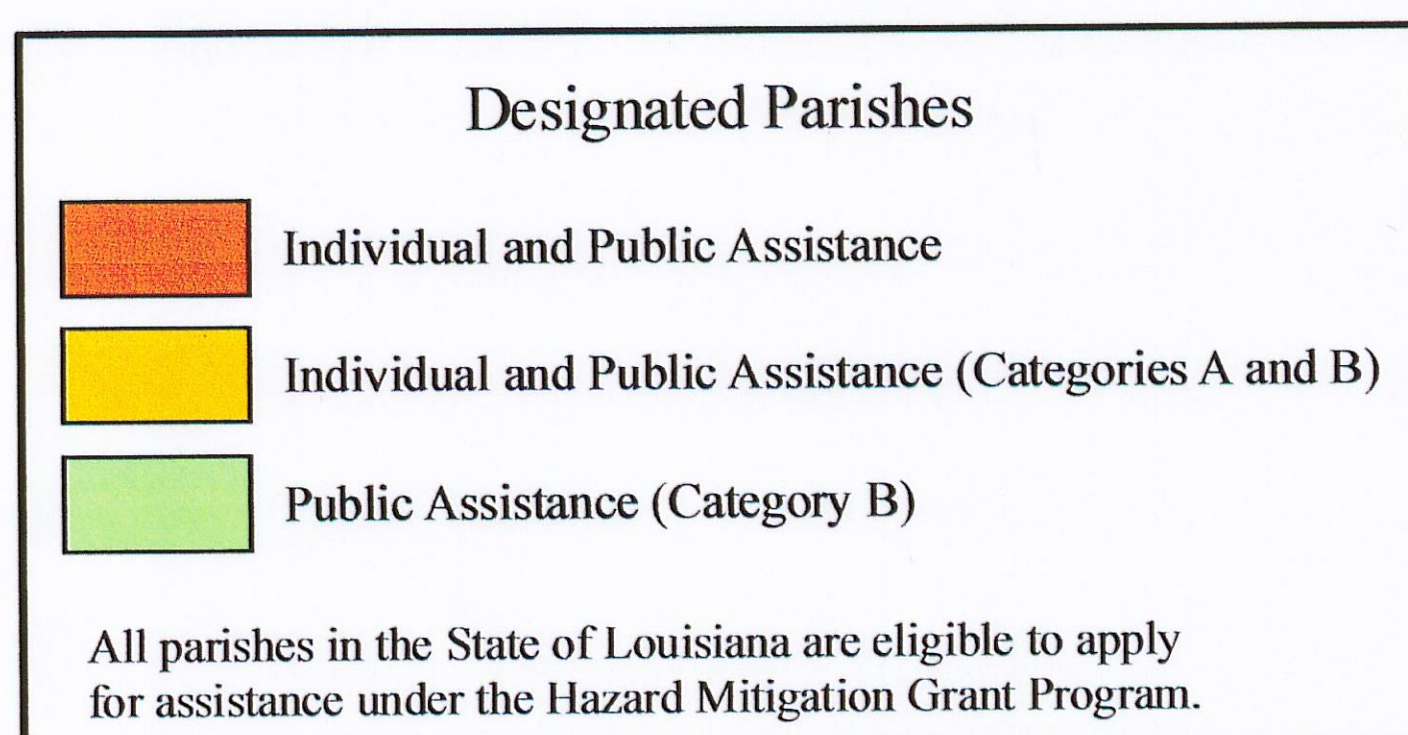 Designated Parishes
Individual and Public Assistance
Individual and Public Assistance (Categories A and B)
Public Assistance (Category B)
All parishes in the State of Louisiana are eligible to apply
for assistance under the Hazard Mitigation Grant Program.